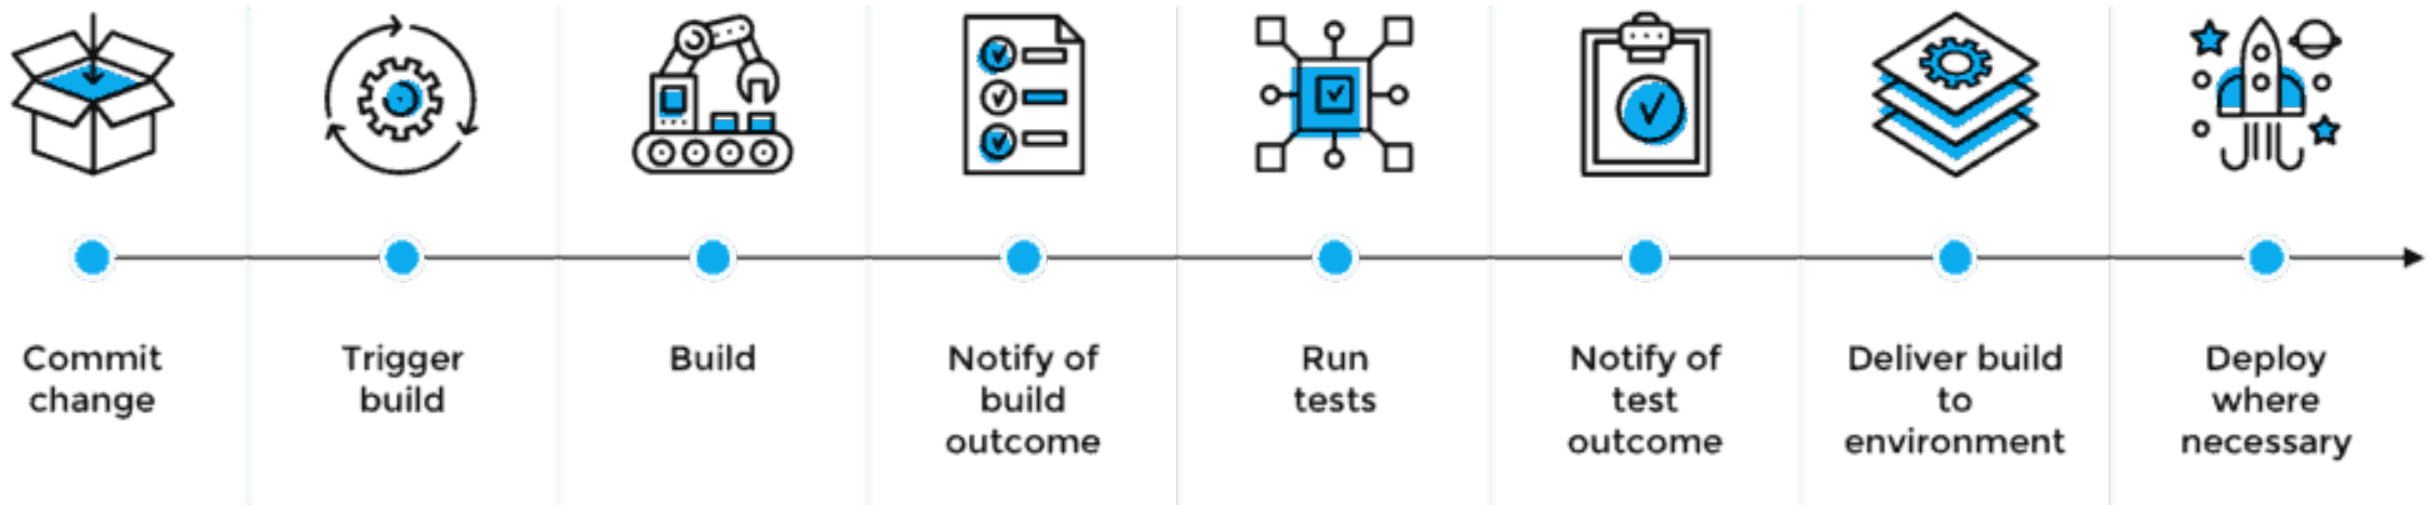 Commit
change
Trigger
build
Build
Notify of
build
outcome
Run
tests
Notify of
test
outcome
Deliver build
to
environment
Deploy
where
necessary